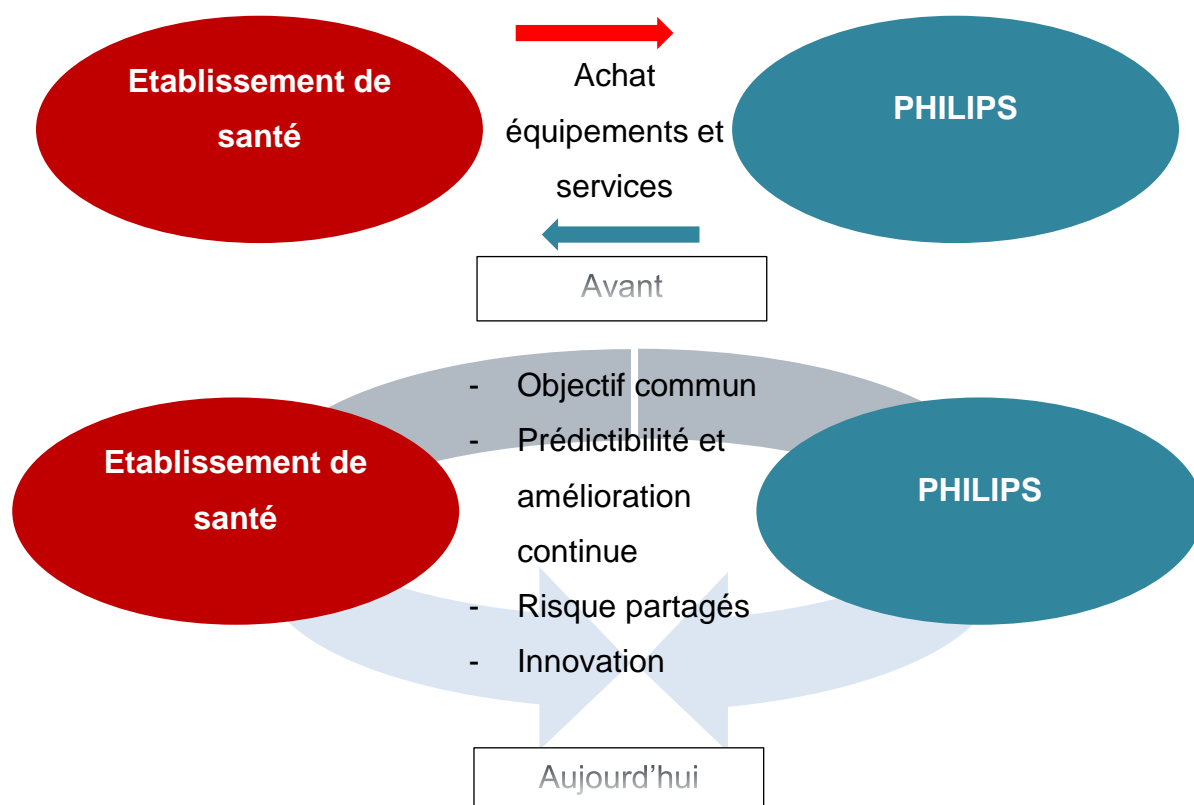 Etablissement de
santé
Achat
équipements et
services
PHILIPS
Avant
Etablissement de
santé
- Objectif commun
- Prédictibilité et
amélioration
continue
- Risque partagés
- Innovation
PHILIPS
Aujourd’hui